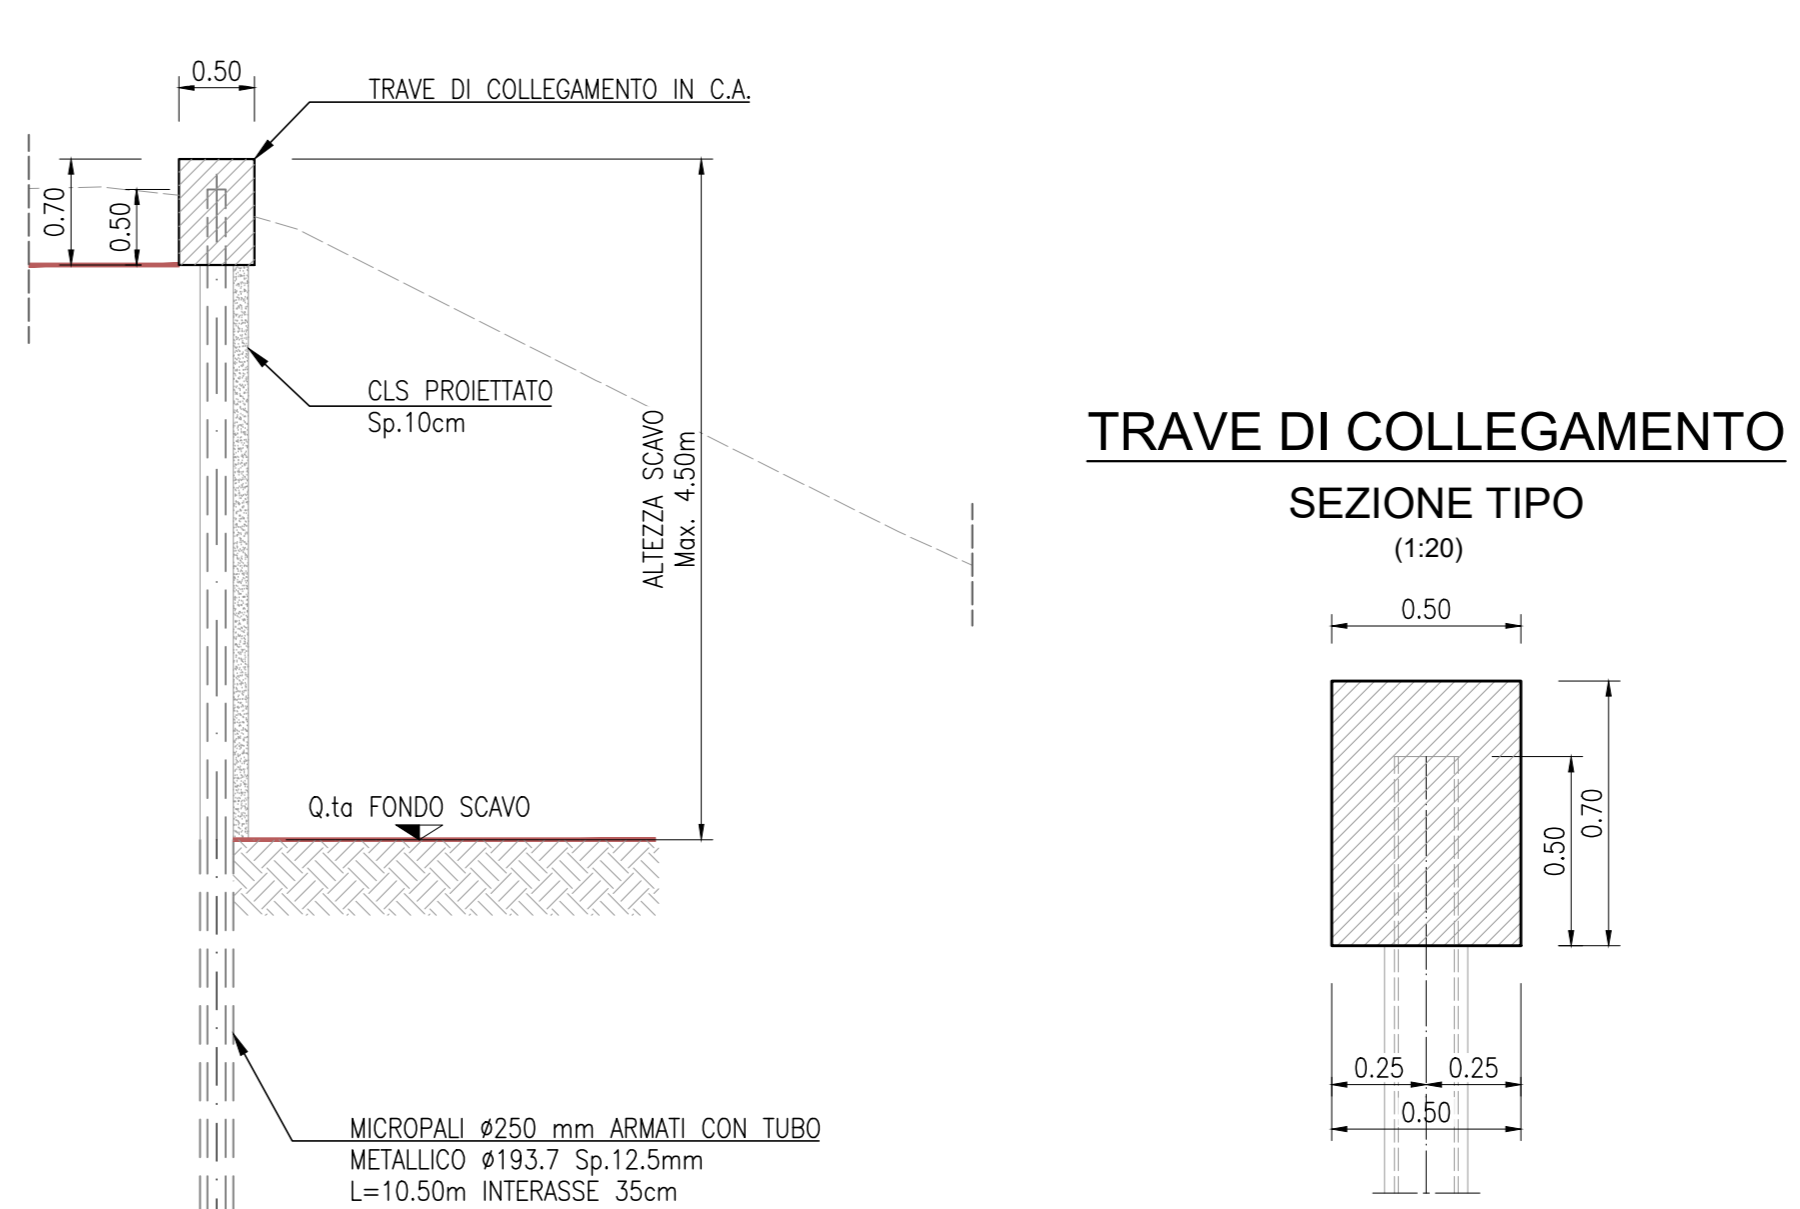 0.50
TRAVE DI COLLEGAMENTO IN C.A.
0.70
0.50
CLS PROIETTATO
Sp.10cm
ALTEZZA SCAVO
Max. 4.50m
Q.ta FONDO SCAVO
MICROPALI ø250 mm ARMATI CON TUBO
METALLICO ø193.7 Sp.12.5mm
L=10.50m INTERASSE 35cm
TRAVE DI COLLEGAMENTO
SEZIONE TIPO
(1:20)
0.50
0.50
0.70
0.25
0.25
0.50